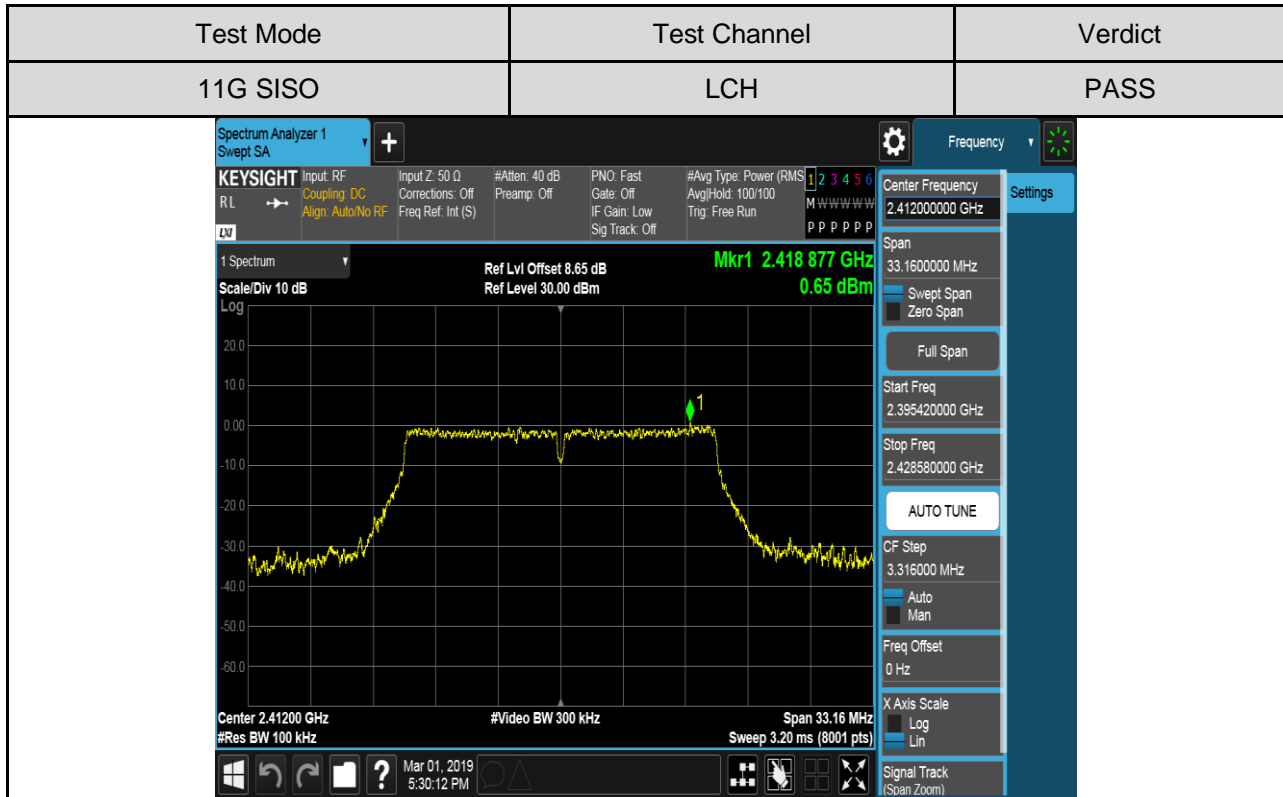 Test Mode Test Channel Verdict
11G SISO LCH PASS
Spectrum Analyzer 1
Swept SA
+
Frequency
KEYSIGHT
RL
LXI
Input: RF
Coupling: DC
Align: Auto/No RF
Input Z: 50 Ω
Corrections: Off
Freq Ref: Int (S)
#Atten: 40 dB
Preamp: Off
PNO: Fast
Gate: Off
IF Gain: Low
Sig Track: Off
#Avg Type: Power (RMS
Avg|Hold: 100/100
Trig: Free Run
1 2 3 4 5 6
M W W W W W
P P P P P P
1 Spectrum
Scale/Div 10 dB
Ref Lvl Offset 8.65 dB
Ref Level 30.00 dBm
Mkr1 2.418 877 GHz
0.65 dBm
Log
20.0
10.0
0.00
-10.0
-20.0
-30.0
-40.0
-50.0
-60.0
1
Center 2.41200 GHz
#Res BW 100 kHz
#Video BW 300 kHz
Span 33.16 MHz
Sweep 3.20 ms (8001 pts)
Center Frequency
2.412000000 GHz
Settings
Span
33.1600000 MHz
Swept Span
Zero Span
Full Span
Start Freq
2.395420000 GHz
Stop Freq
2.428580000 GHz
AUTO TUNE
CF Step
3.316000 MHz
Auto
Man
Freq Offset
0 Hz
X Axis Scale
Log
Lin
Signal Track
(Span Zoom)
?
Mar 01, 2019
5:30:12 PM